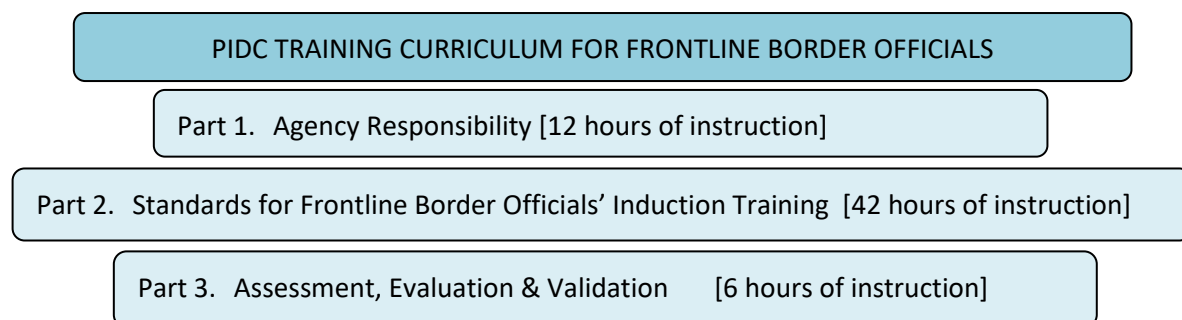 PIDC TRAINING CURRICULUM FOR FRONTLINE BORDER OFFICIALS
Part 1. Agency Responsibility [12 hours of instruction]
Part 2. Standards for Frontline Border Officials’ Induction Training [42 hours of instruction]
Part 3. Assessment, Evaluation & Validation [6 hours of instruction]